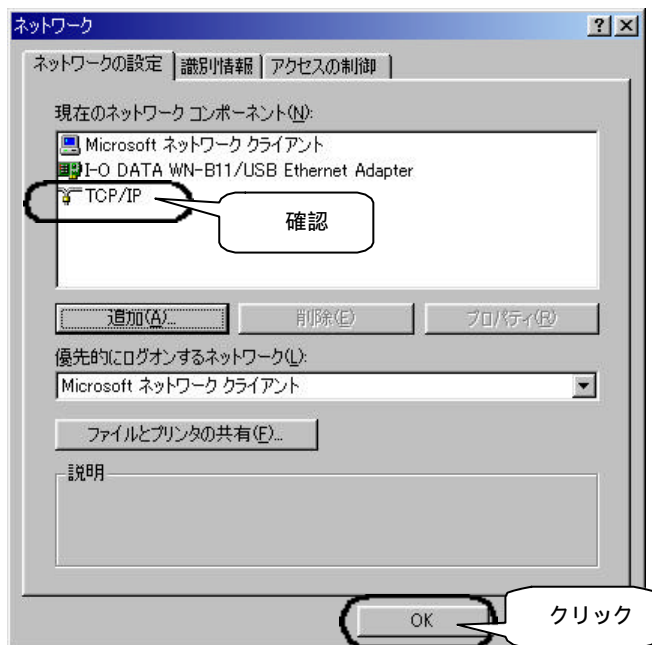 ネットワーク
ネットワークの設定 識別情報 アクセスの制御
現在のネットワーク コンポーネント(N):
Microsoft ネットワーク クライアント
I-O DATA WN-B11/USB Ethernet Adapter
TCP/IP
確認
追加(A)... 削除(E) プロパティ(R)
優先的にログオンするネットワーク(L):
Microsoft ネットワーク クライアント
ファイルとプリンタの共有(F)...
説明
OK
クリック